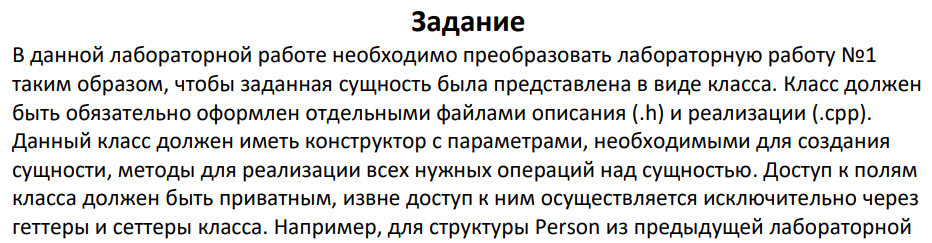 Задание
В данной лабораторной работе необходимо преобразовать лабораторную работу №1
таким образом, чтобы заданная сущность была представлена в виде класса. Класс должен
быть обязательно оформлен отдельными файлами описания (.h) и реализации (.cpp).
Данный класс должен иметь конструктор с параметрами, необходимыми для создания
сущности, методы для реализации всех нужных операций над сущностью. Доступ к полям
класса должен быть приватным, извне доступ к ним осуществляется исключительно через
геттеры и сеттеры класса. Например, для структуры Person из предыдущей лабораторной